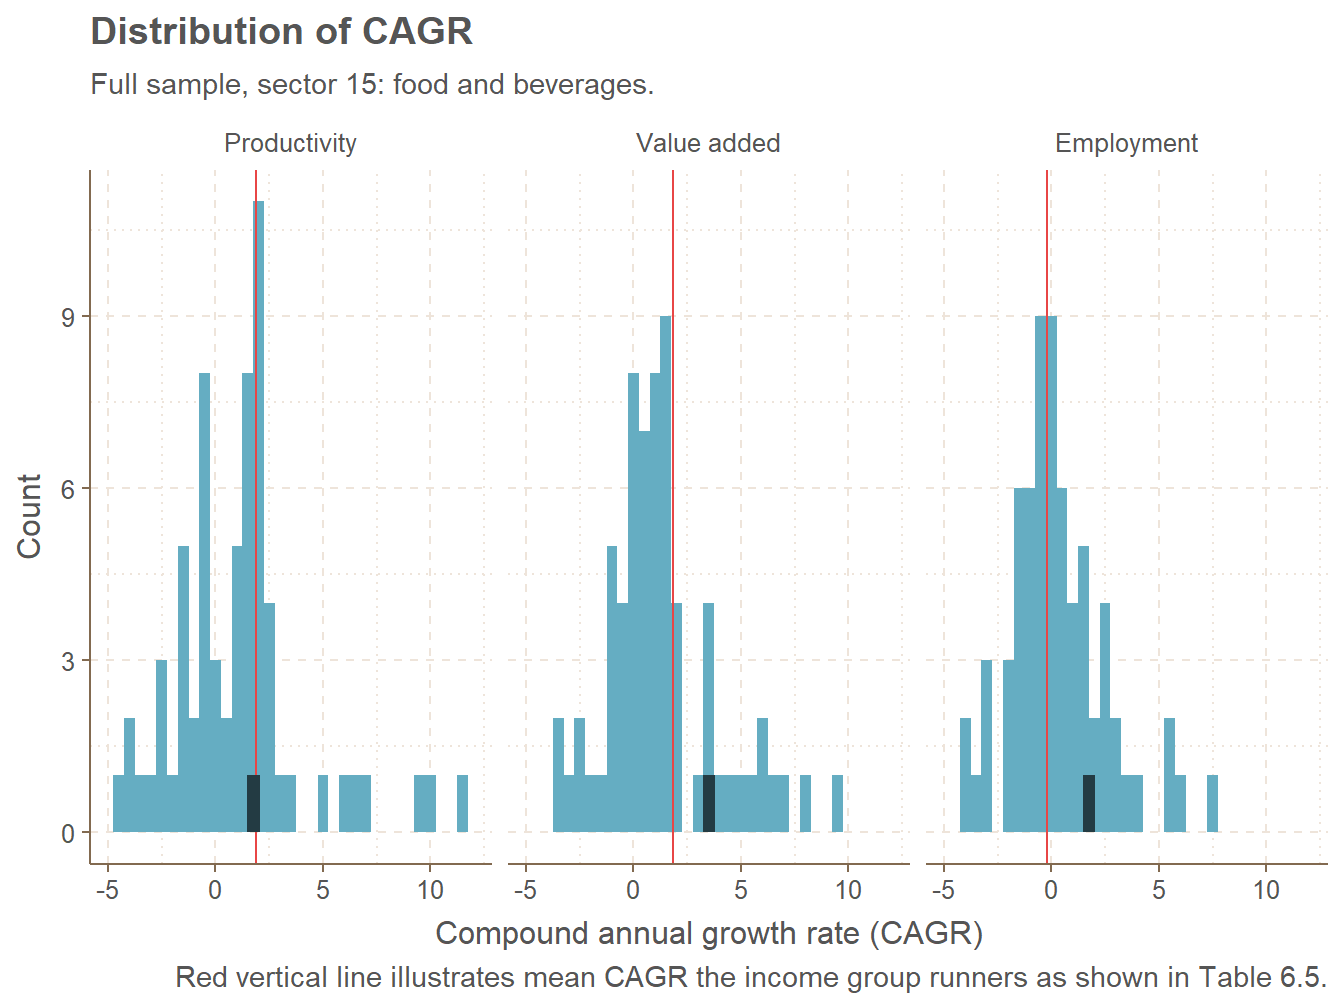 Distribution of CAGR
Full sample, sector 15: food and beverages.
Productivity
Value added
Employment
Count
9
6
3
0
-5 0 5 10
-5 0 5 10
-5 0 5 10
Compound annual growth rate (CAGR)
Red vertical line illustrates mean CAGR the income group runners as shown in Table 6.5.